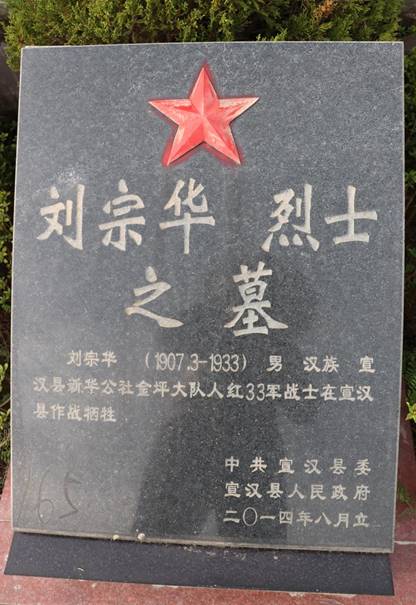 刘宗华 烈士
之墓
刘宗华 (1907.3-1933) 男 汉族 宣
汉县新华公社金坪大队人红33军战士在宣汉
县作战牺牲
165
中共宣汉县委
宣汉县人民政府
二〇一四年八月立